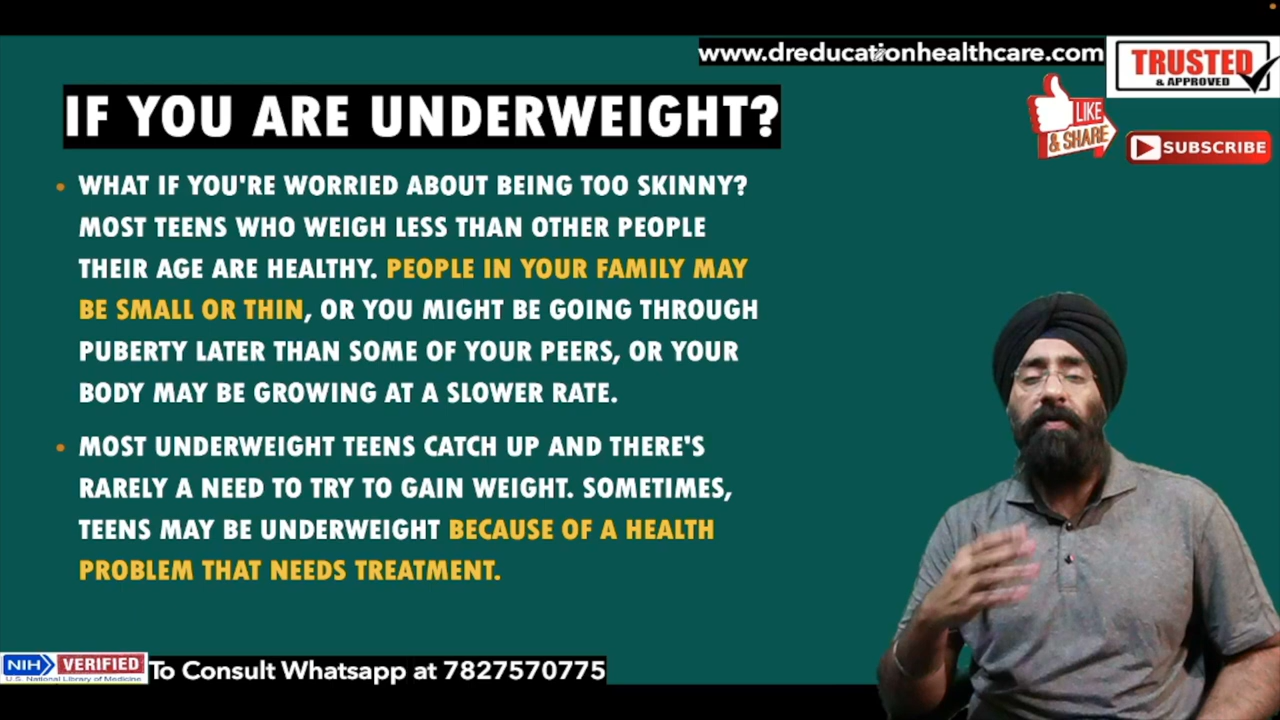 www.dreducationhealthcare.com
TRUSTED
& APPROVED
LIKE
& SHARE
SUBSCRIBE
IF YOU ARE UNDERWEIGHT?
• WHAT IF YOU'RE WORRIED ABOUT BEING TOO SKINNY?
MOST TEENS WHO WEIGH LESS THAN OTHER PEOPLE
THEIR AGE ARE HEALTHY. PEOPLE IN YOUR FAMILY MAY
BE SMALL OR THIN, OR YOU MIGHT BE GOING THROUGH
PUBERTY LATER THAN SOME OF YOUR PEERS, OR YOUR
BODY MAY BE GROWING AT A SLOWER RATE.
• MOST UNDERWEIGHT TEENS CATCH UP AND THERE'S
RARELY A NEED TO TRY TO GAIN WEIGHT. SOMETIMES,
TEENS MAY BE UNDERWEIGHT BECAUSE OF A HEALTH
PROBLEM THAT NEEDS TREATMENT.
NIH VERIFIED
U.S. National Library of Medicine
To Consult Whatsapp at 7827570775